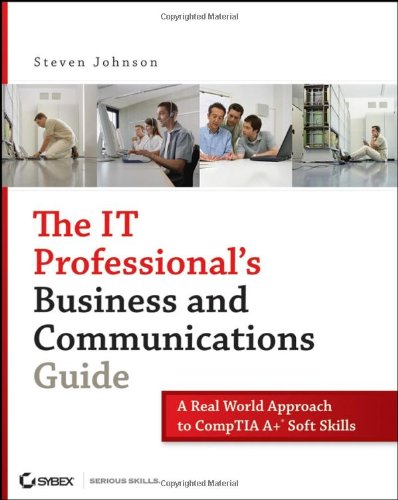 Copyrighted Material
Steven Johnson
The IT
Professional's
Business and
Communications
Guide
A Real World Approach
to CompTIA A+® Soft Skills
SYBEX
SERIOUS SKILLS.
Copyrighted Material